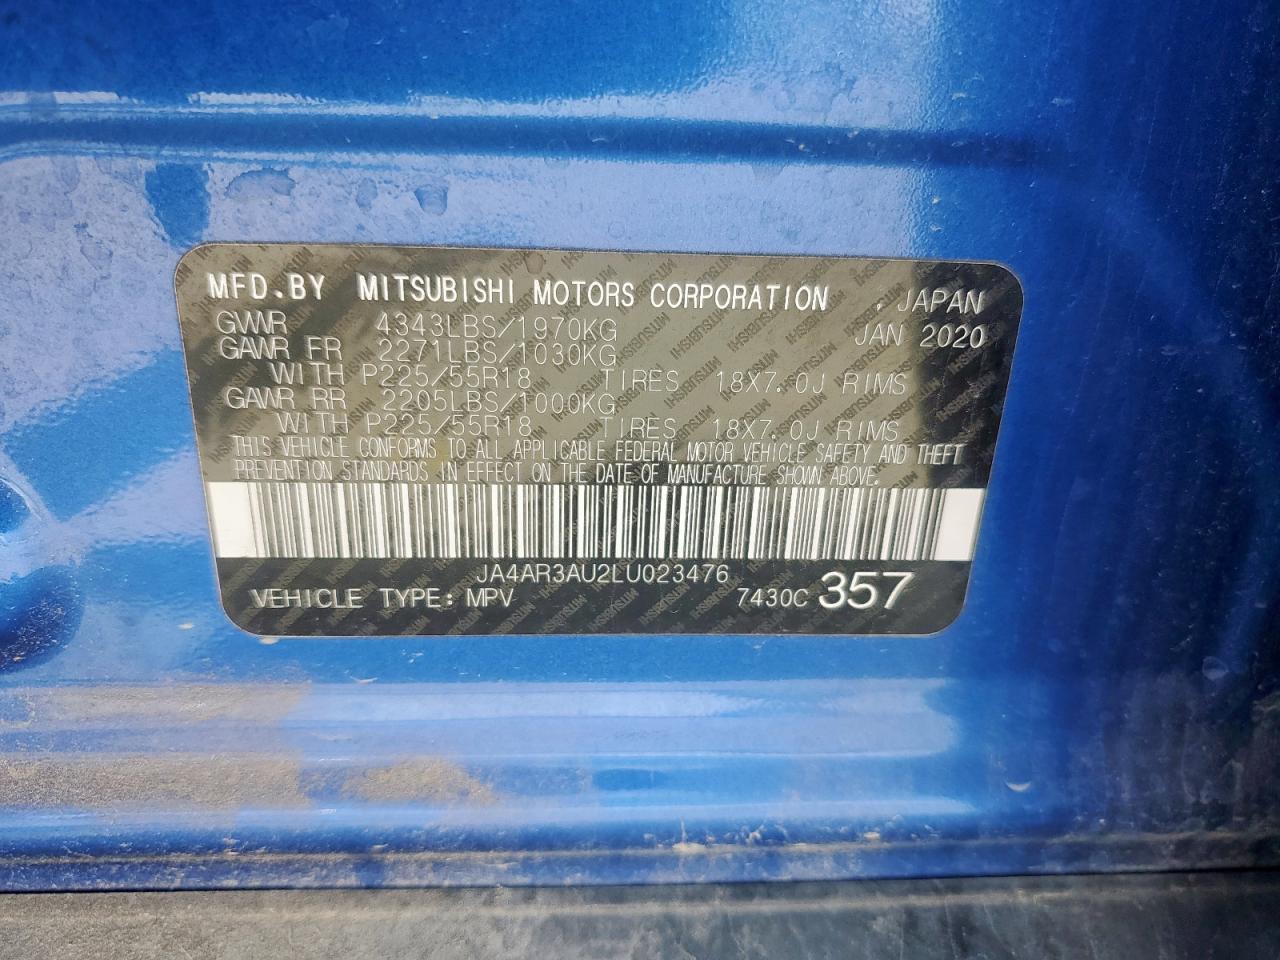 MFD.BY MITSUBISHI MOTORS CORPORATION , JAPAN
GVWR 4343LBS/1970KG JAN 2020
GAWR FR 2271LBS/1030KG
WITH P225/55R18 TIRES 18X7.0J RIMS
GAWR RR 2205LBS/1000KG
WITH P225/55R18 TIRES 18X7.0J RIMS
THIS VEHICLE CONFORMS TO ALL APPLICABLE FEDERAL MOTOR VEHICLE SAFETY AND THEFT
PREVENTION STANDARDS IN EFFECT ON THE DATE OF MANUFACTURE SHOWN ABOVE.
JA4AR3AU2LU023476
VEHICLE TYPE: MPV 7430C 357